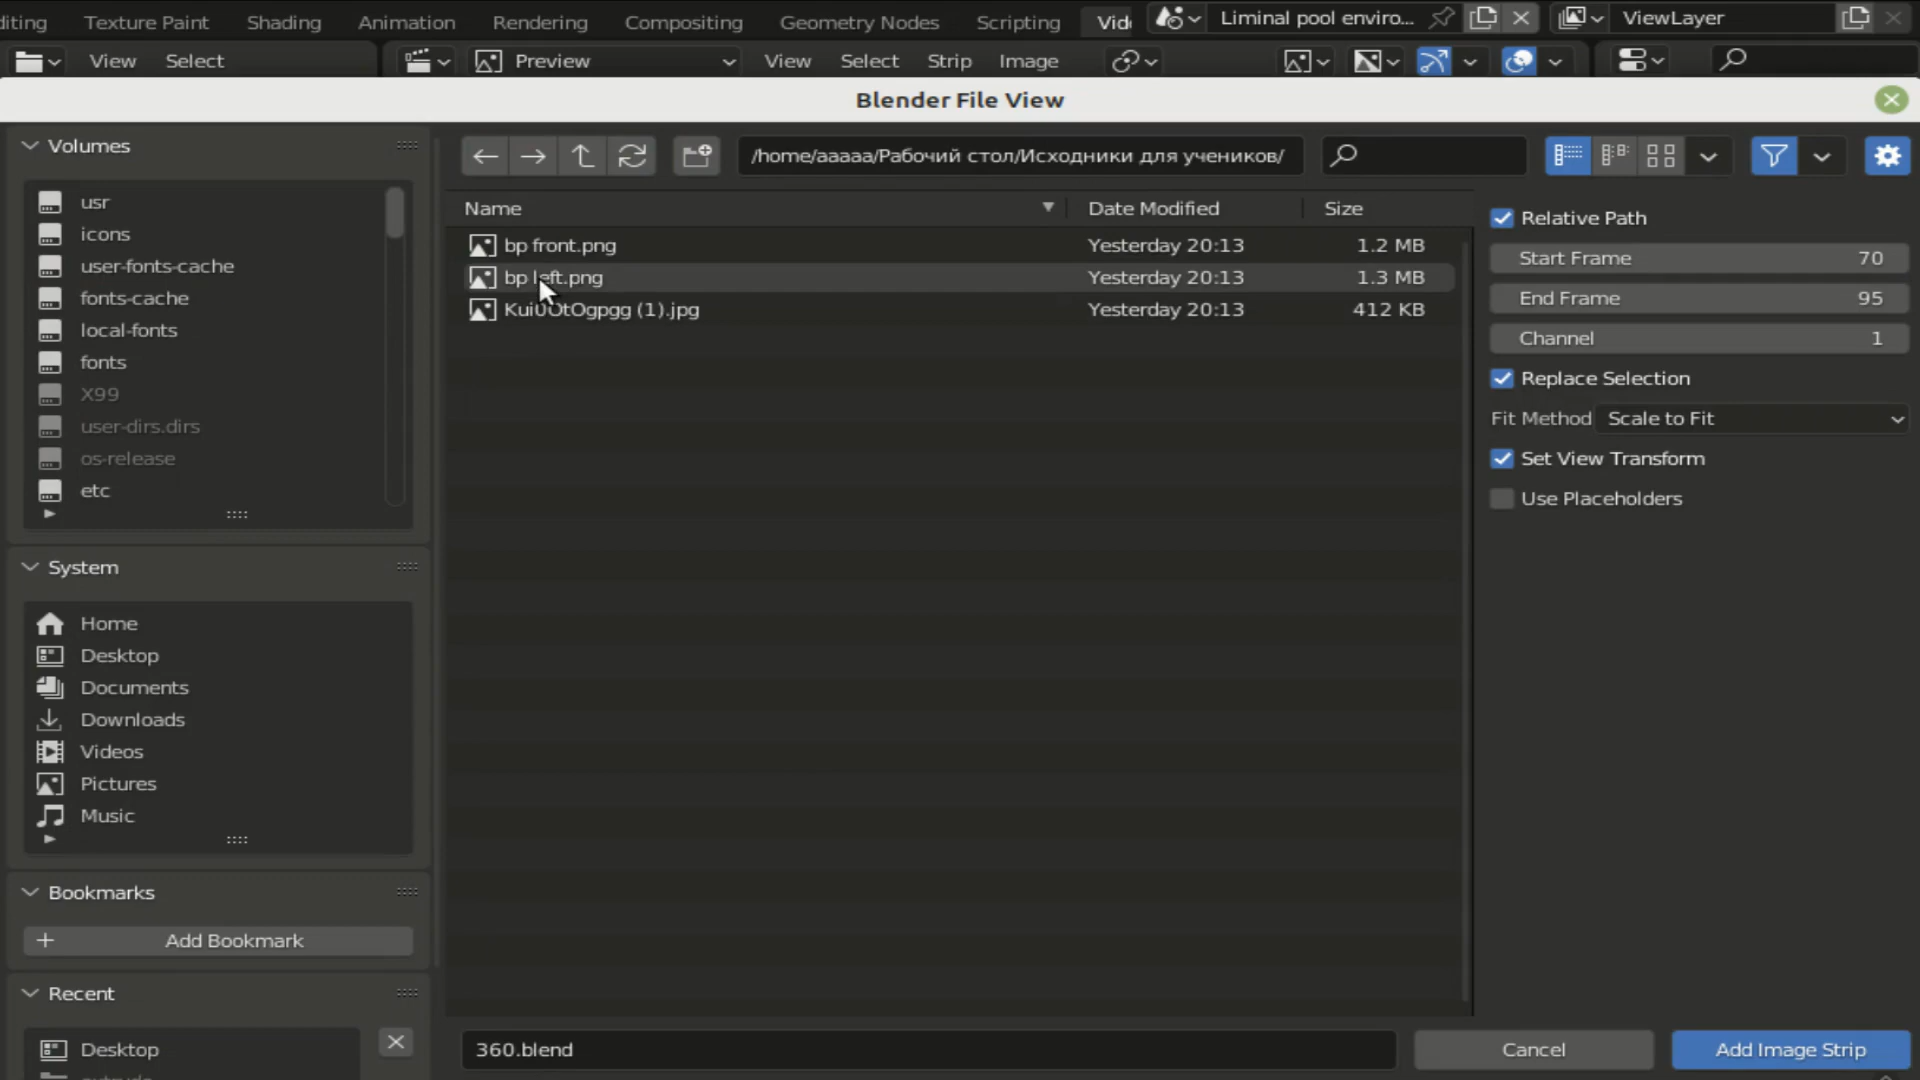 diting Texture Paint Shading Animation Rendering Compositing Geometry Nodes Scripting Vid Liminal pool enviro... ViewLayer
View Select Preview View Select Strip Image
Blender File View
Volumes
usr
icons
user-fonts-cache
fonts-cache
local-fonts
fonts
X99
user-dirs.dirs
os-release
etc
System
Home
Desktop
Documents
Downloads
Videos
Pictures
Music
Bookmarks
Add Bookmark
Recent
Desktop
/home/aaaaa/Рабочий стол/Исходники для учеников/
Name Date Modified Size
bp front.png Yesterday 20:13 1.2 MB
bp left.png Yesterday 20:13 1.3 MB
(1).jpg Yesterday 20:13 412 KB
360.blend
Relative Path
Start Frame 70
End Frame 95
Channel 1
Replace Selection
Fit Method Scale to Fit
Set View Transform
Use Placeholders
Cancel Add Image Strip